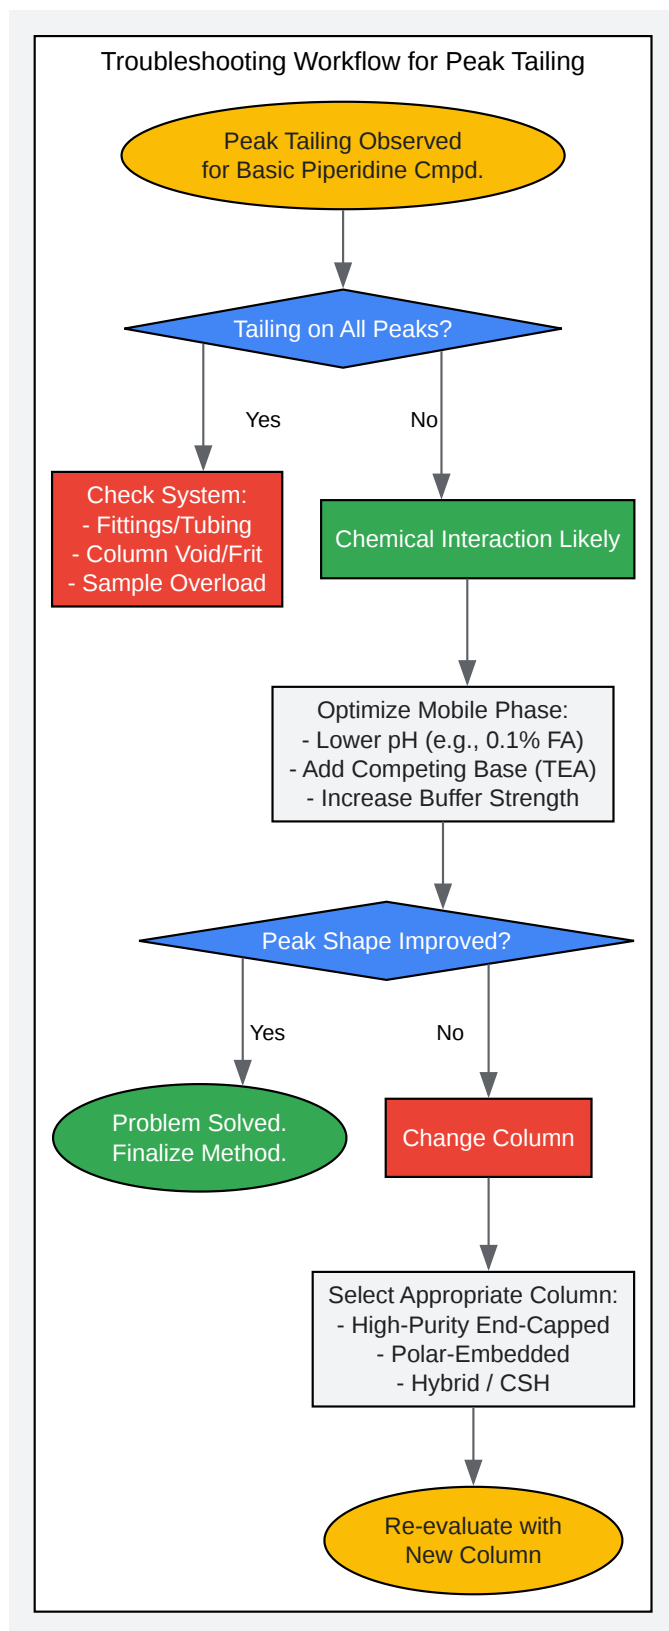 Troubleshooting Workflow for Peak Tailing
Peak Tailing Observed
for Basic Piperidine Cmpd.
Tailing on All Peaks?
Yes
No
Check System:
- Fittings/Tubing
- Column Void/Frit
- Sample Overload
Chemical Interaction Likely
Optimize Mobile Phase:
- Lower pH (e.g., 0.1% FA)
- Add Competing Base (TEA)
- Increase Buffer Strength
Peak Shape Improved?
Yes
No
Problem Solved.
Finalize Method.
Change Column
Select Appropriate Column:
- High-Purity End-Capped
- Polar-Embedded
- Hybrid / CSH
Re-evaluate with
New Column